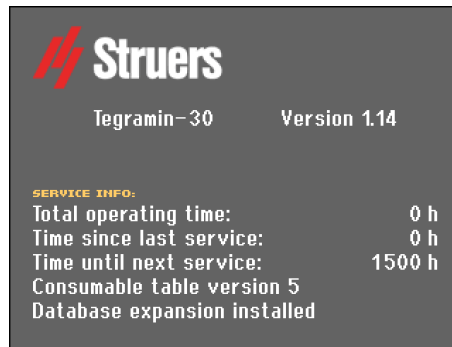 Struers
Tegramin-30 Version 1.14
SERVICE INFO:
Total operating time: 0 h
Time since last service: 0 h
Time until next service: 1500 h
Consumable table version 5
Database expansion installed